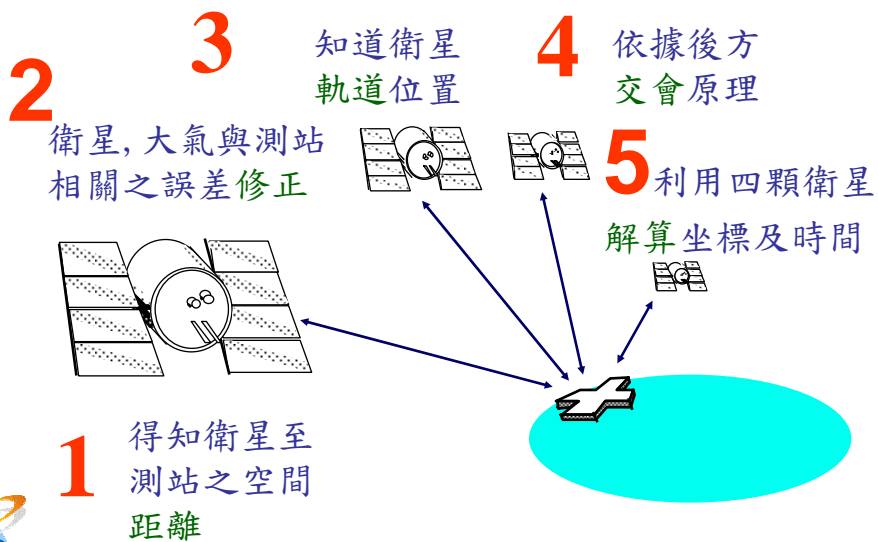 1
得知衛星至
測站之空間
距離
2
衛星,大氣與測站
相關之誤差修正
3
知道衛星
軌道位置
4
依據後方
交會原理
5利用四顆衛星
解算坐標及時間